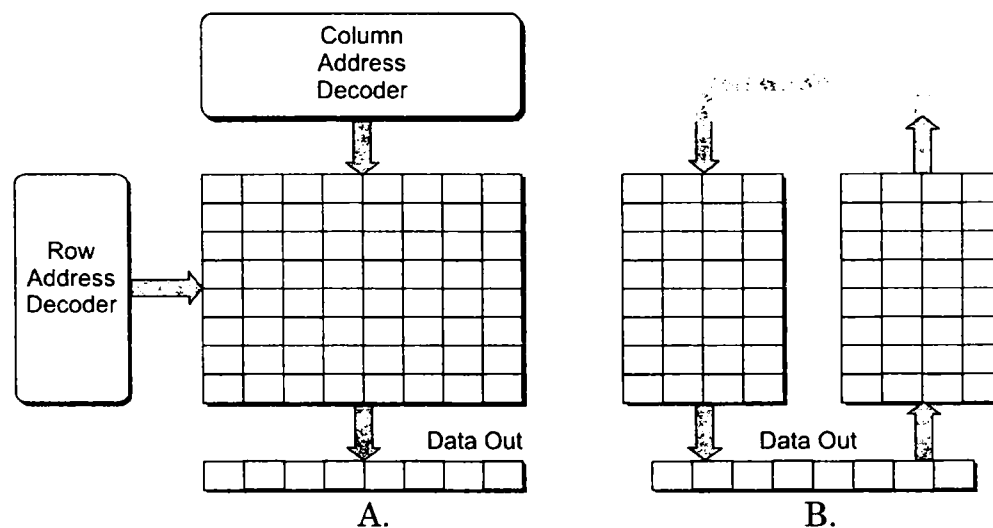 Column
Address
Decoder
Row
Address
Decoder
Data Out
Data Out
A.
B.